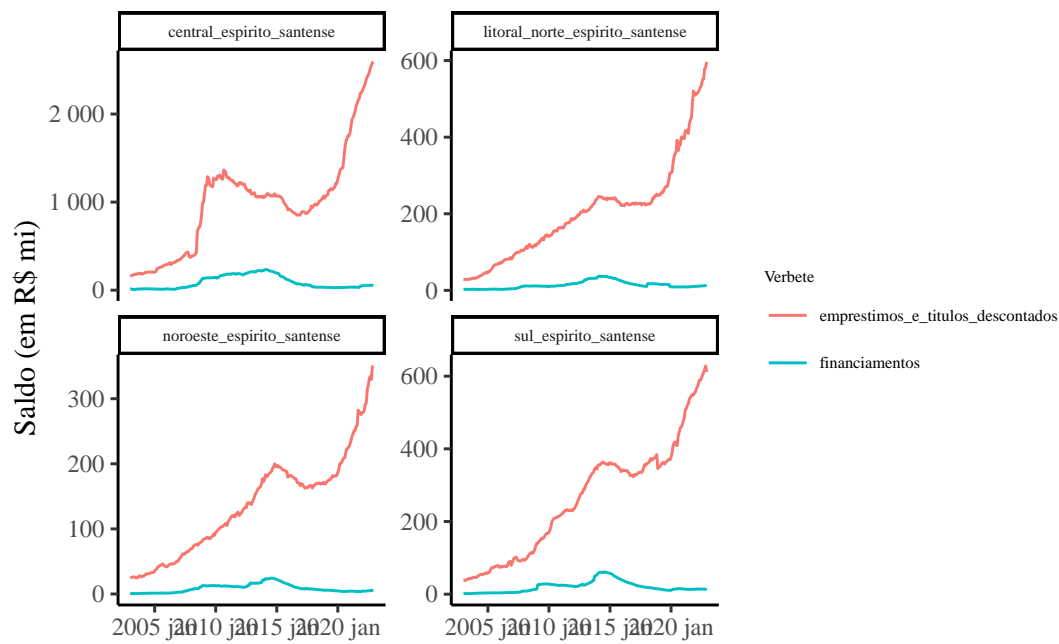 central_espirito_santense
litoral_norte_espirito_santense
2 000
1 000
0
600
400
200
0
noroeste_espirito_santense
sul_espirito_santense
300
200
100
0
600
400
200
0
2005 jan
2010 jan
2015 jan
2020 jan
2005 jan
2010 jan
2015 jan
2020 jan
Saldo (em R$ mi)
Verbete
emprestimos_e_titulos_descontados
financiamentos